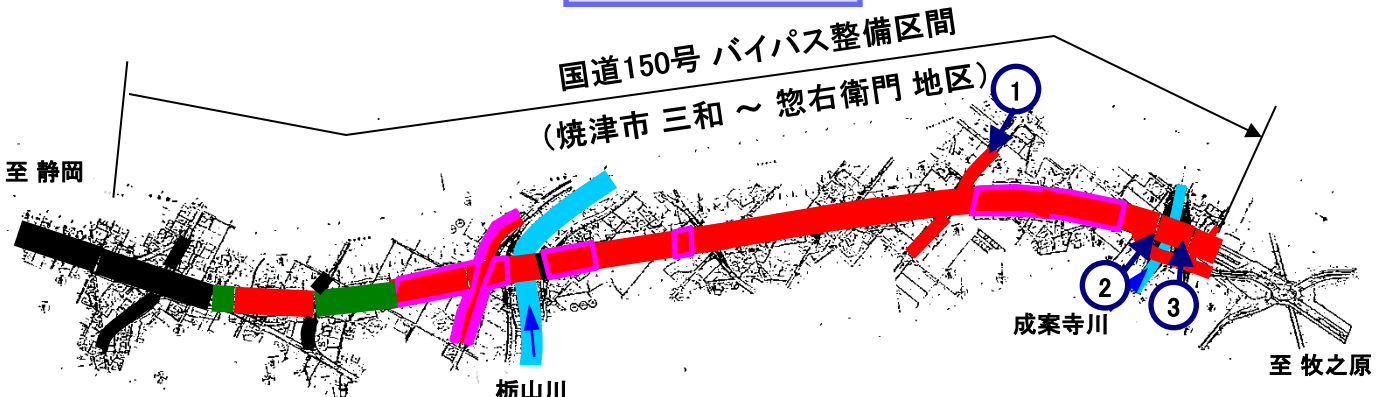 国道150号 バイパス整備区間
(焼津市 三和 ～ 惣右衛門 地区)
1
至 静岡
2
3
成案寺川
至 牧之原
栃山川